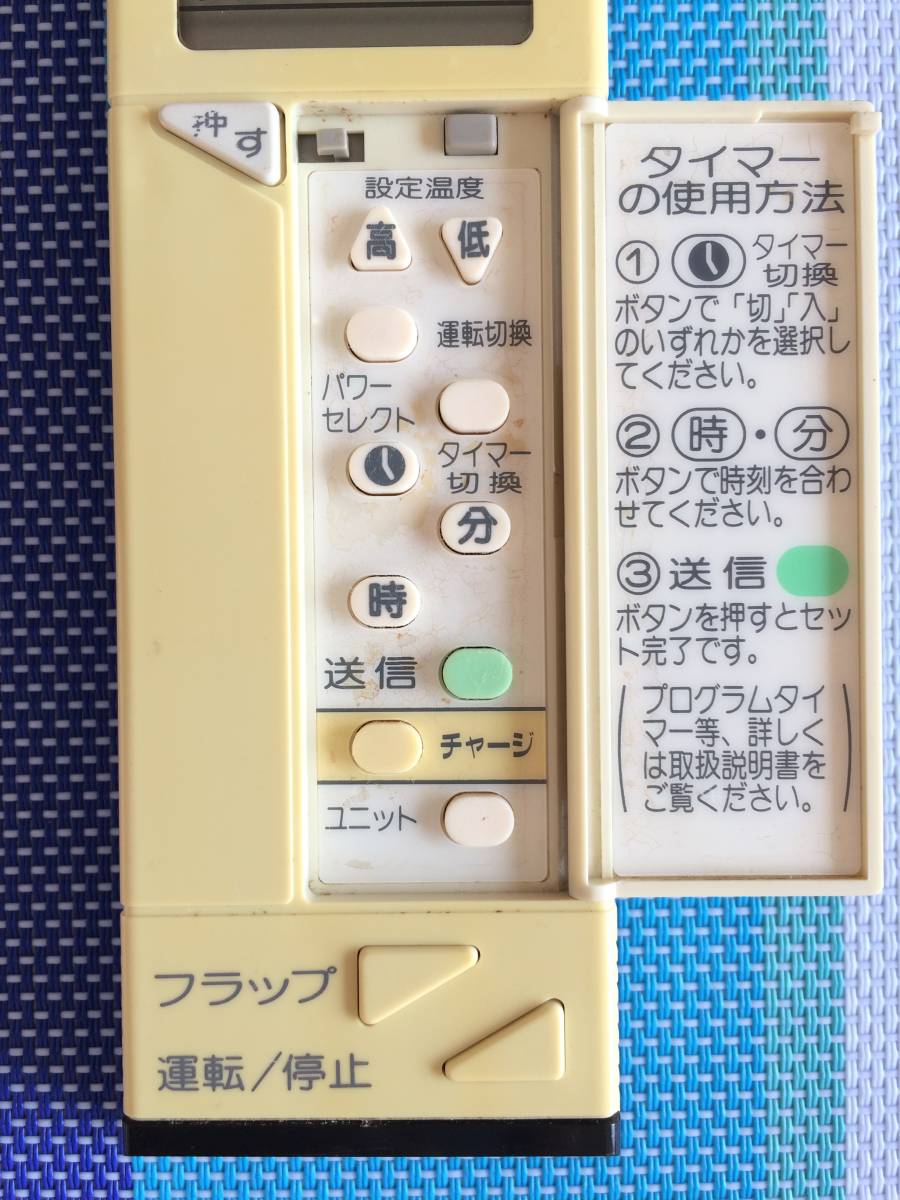 押す
設定温度
高 低
運転切換
パワー
セレクト
タイマー
切換
分
時
送信
チャージ
ユニット
フラップ
運転/停止
タイマー
の使用方法
① タイマー
切換
ボタンで「切」「入」
のいずれかを選択し
てください。
② 時・分
ボタンで時刻を合わ
せてください。
③送信
ボタンを押すとセッ
ト完了です。
(プログラムタイ
マー等、詳しく
は取扱説明書を
ご覧ください。)